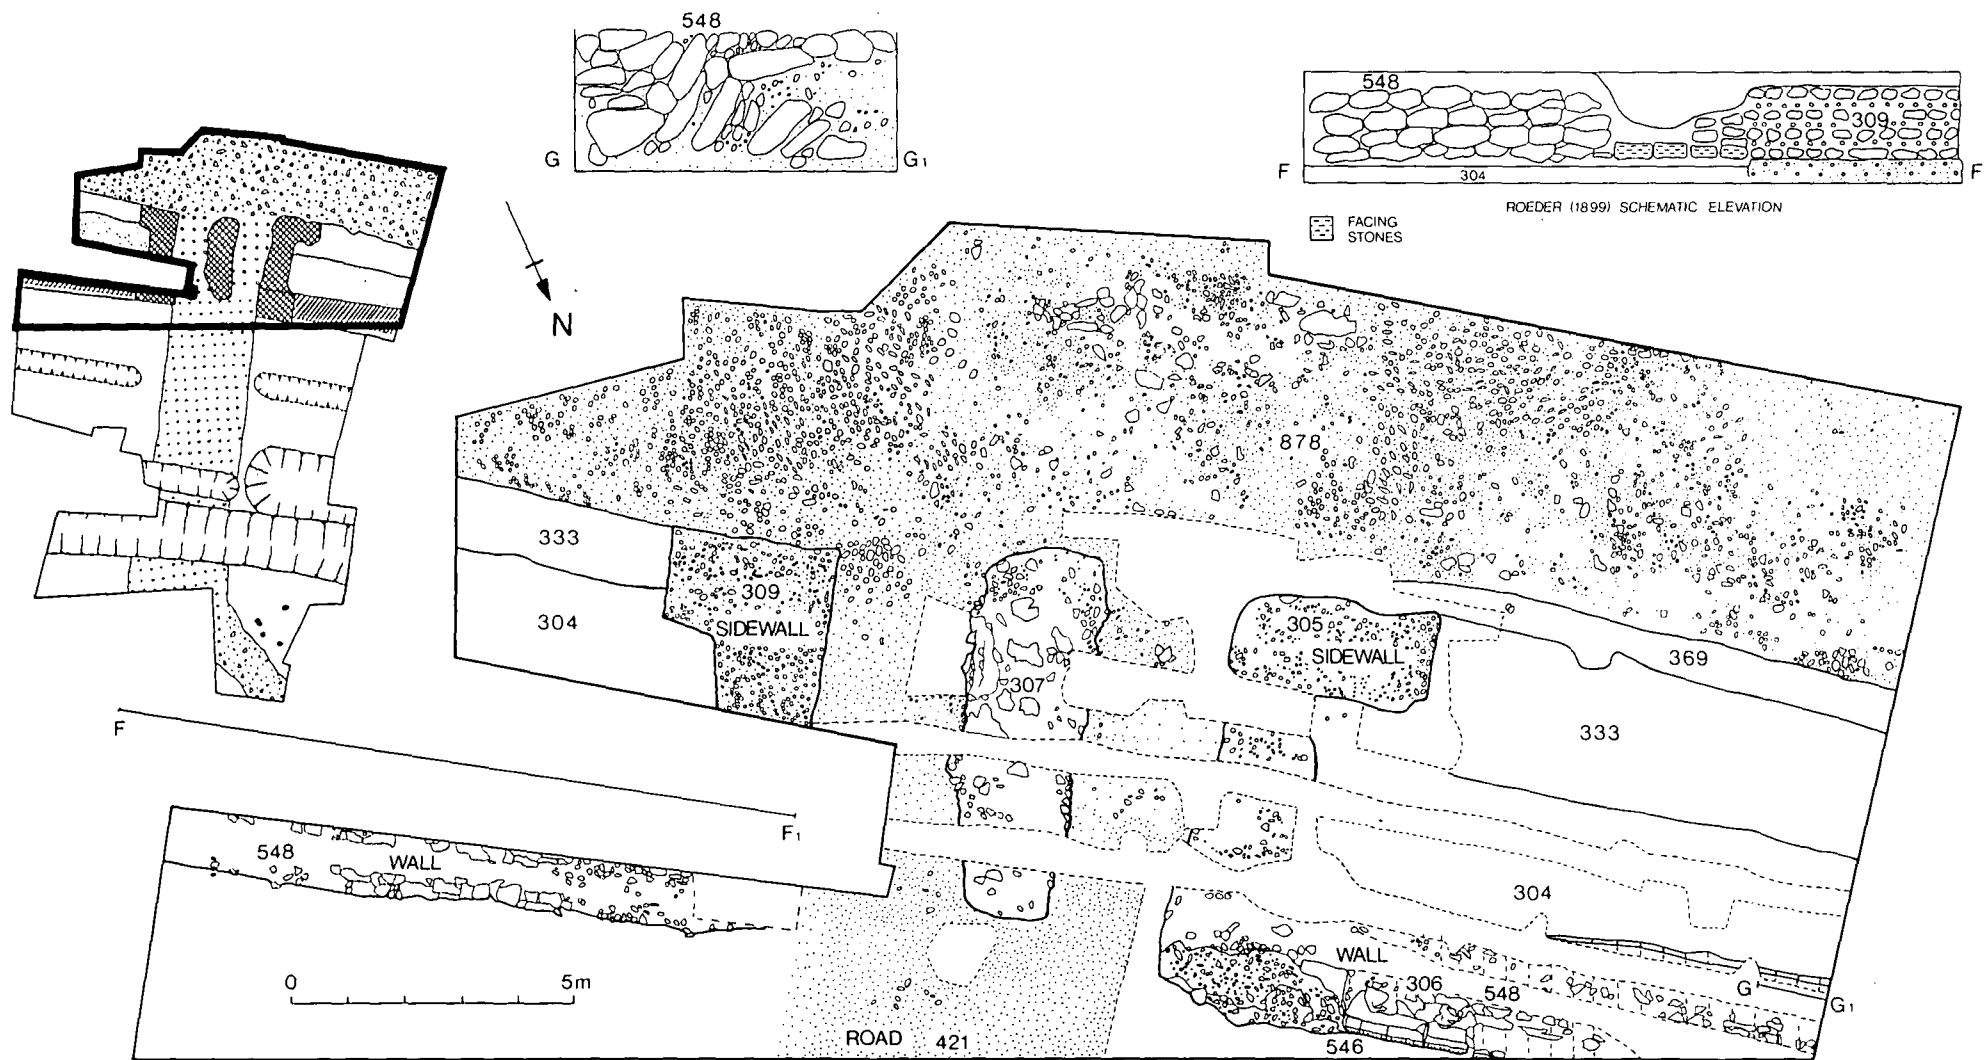 548
G G1
548
309
F F
304
ROEDER (1899) SCHEMATIC ELEVATION
FACING
STONES
N
878
333
309
SIDEWALL
304
305
SIDEWALL
307
369
333
F
F1
548
WALL
304
WALL
306
548
G
G1
0 5m
ROAD 421
546